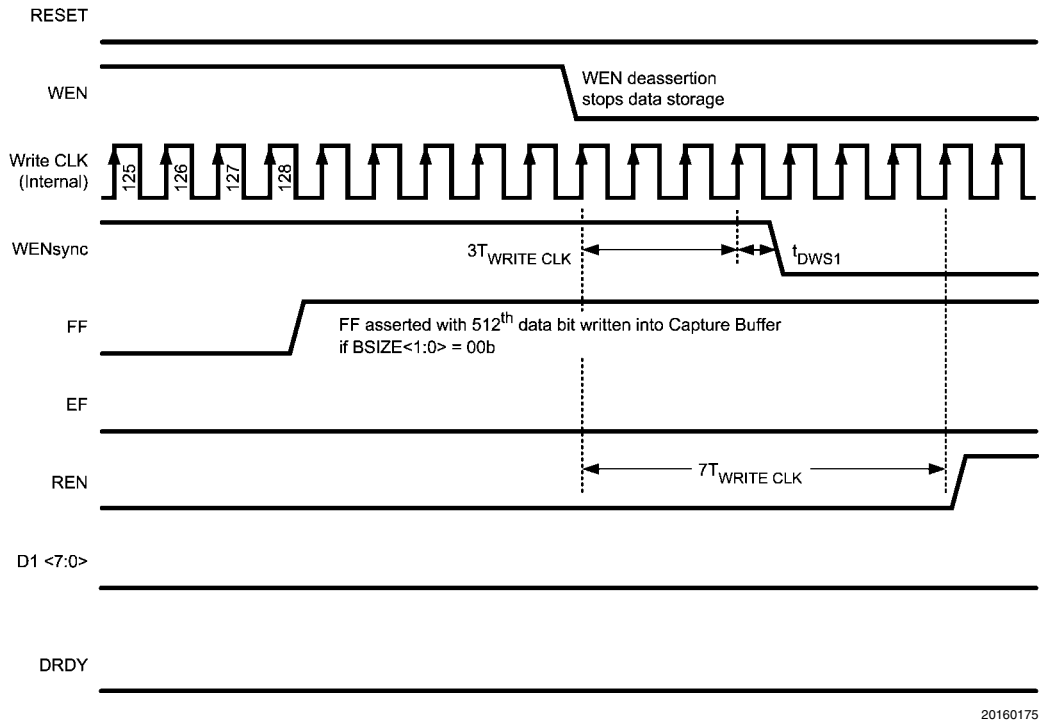 RESET
WEN
WEN deassertion
stops data storage
Write CLK
(Internal)
125 126 127 128
WENsync
3TWRITE CLK
tDWS1
FF
FF asserted with 512th data bit written into Capture Buffer
if BSIZE<1:0> = 00b
EF
REN
7TWRITE CLK
D1 <7:0>
DRDY
20160175